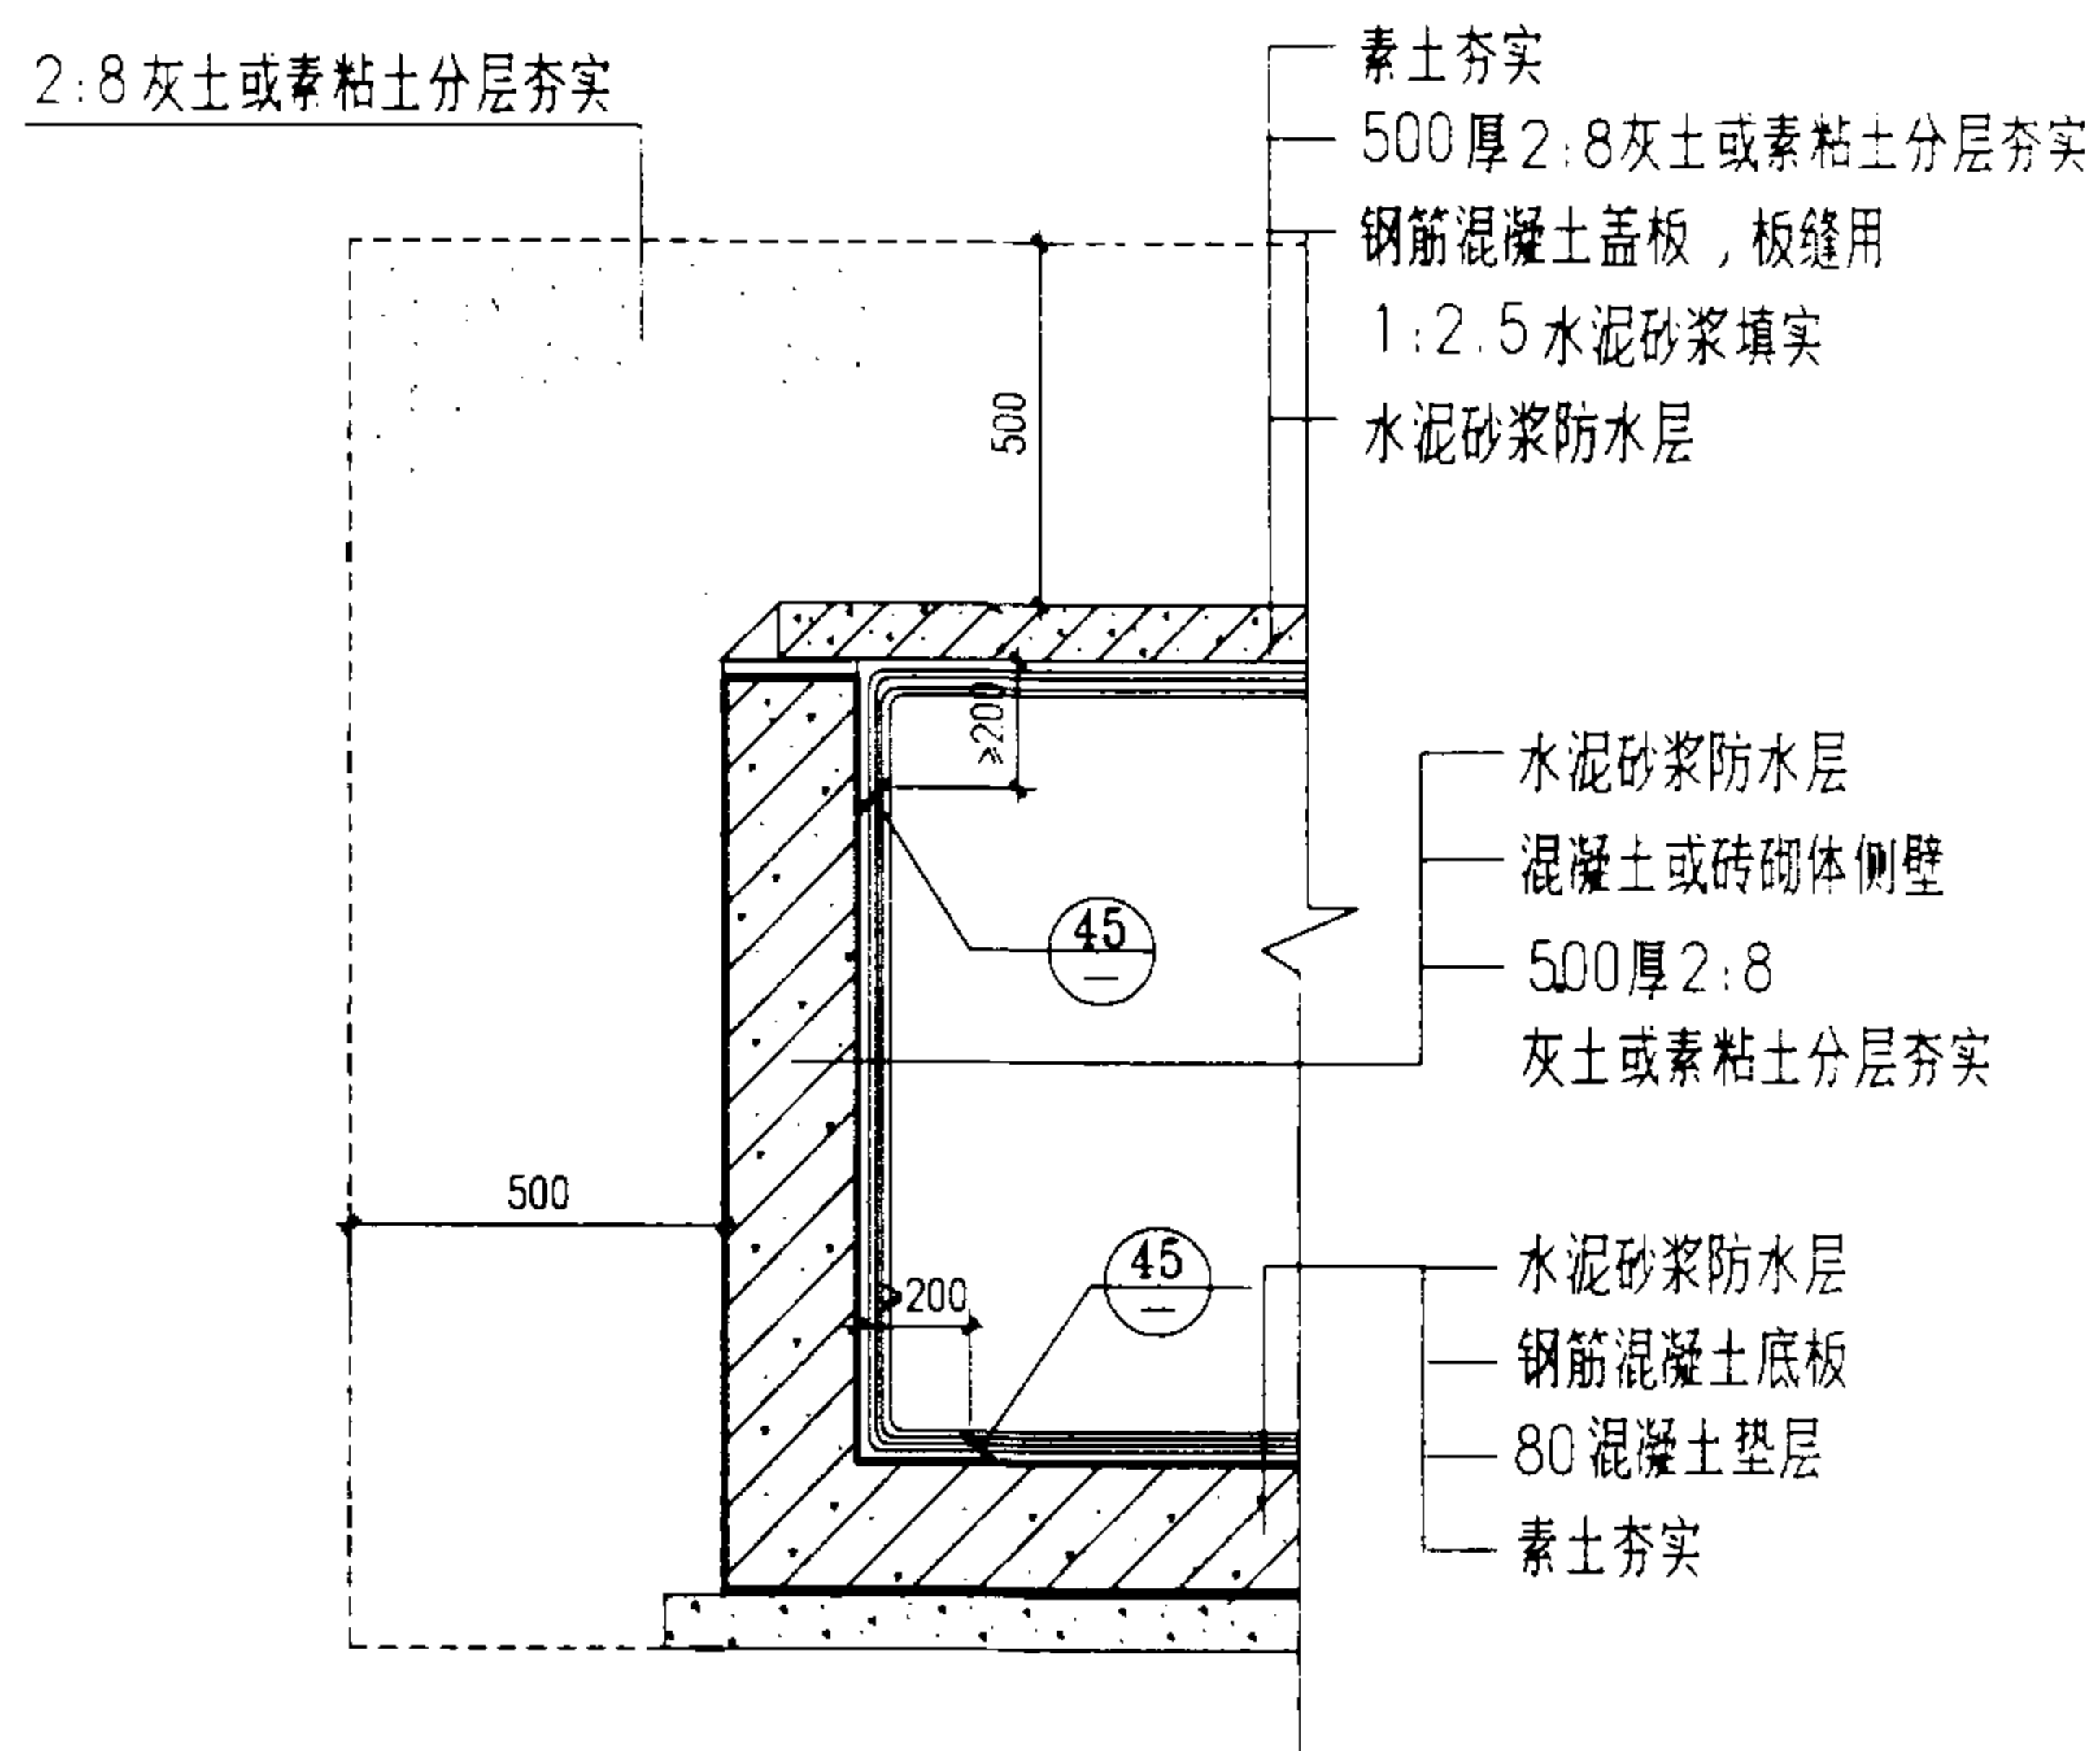 2:8灰土或素粘土分层夯实
素土夯实
500厚2:8灰土或素粘土分层夯实
钢筋混凝土盖板，板缝用
1:2.5水泥砂浆填实
水泥砂浆防水层
500
≥200
水泥砂浆防水层
混凝土或砖砌体侧壁
45
—
500厚2:8
灰土或素粘土分层夯实
500
200
45
—
水泥砂浆防水层
钢筋混凝土底板
80混凝土垫层
素土夯实